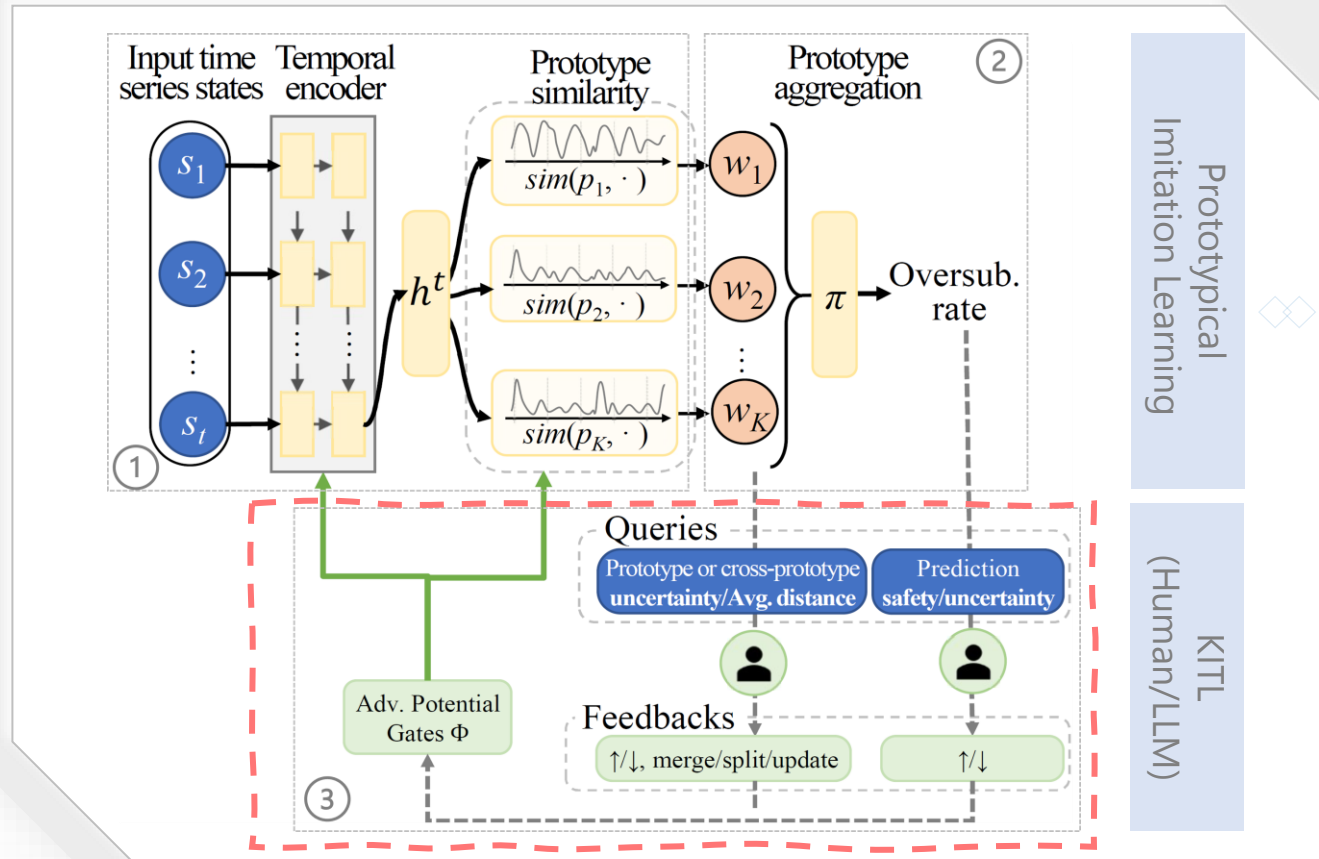 Input time
series states
Temporal
encoder
Prototype
similarity
Prototype
aggregation
2
s1
s2
⋮
st
1
ht
sim(p1, · )
sim(p2, · )
sim(pK, · )
w1
w2
⋮
wK
π
Oversub.
rate
Prototypical
Imitation Learning
Queries
Prototype or cross-prototype
uncertainty/Avg. distance
Prediction
safety/uncertainty
Adv. Potential
Gates Φ
Feedbacks
↑/↓, merge/split/update
↑/↓
3
KITL
(Human/LLM)